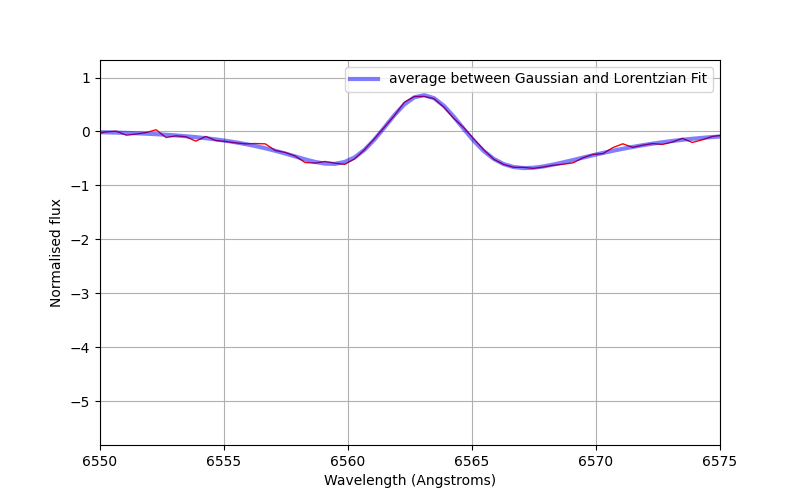 average between Gaussian and Lorentzian Fit
1
0
−1
−2
−3
−4
−5
Normalised flux
6550 6555 6560 6565 6570 6575
Wavelength (Angstroms)